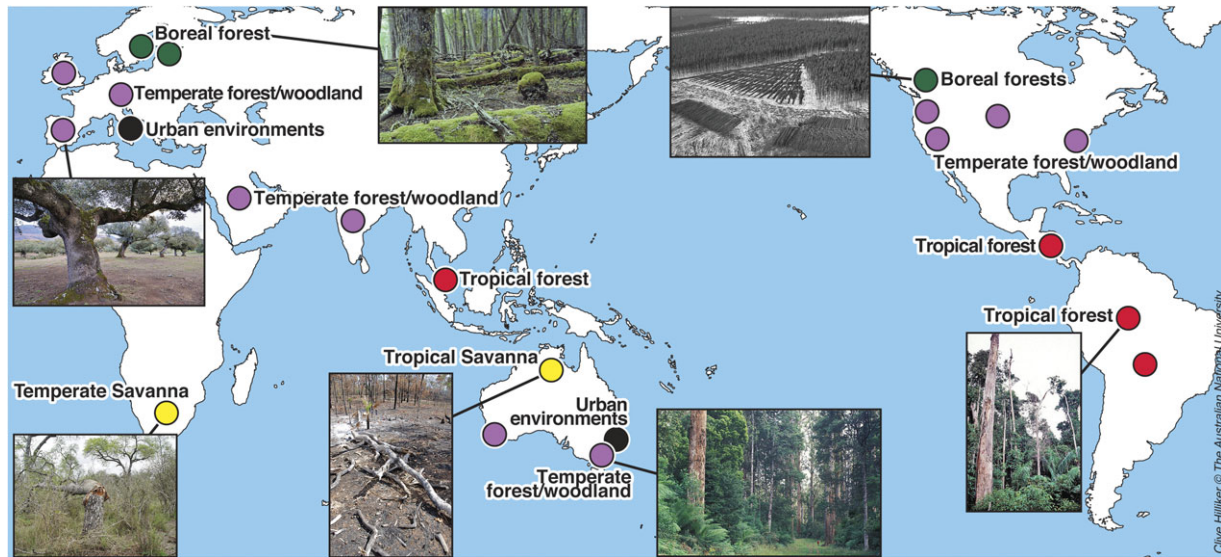 Boreal forest
Boreal forests
Temperate forest/woodland
Urban environments
Temperate forest/woodland
Temperate forest/woodland
Tropical forest
Tropical forest
Tropical forest
Tropical Savanna
Temperate Savanna
Urban
environments
Temperate
forest/woodland
Clive Hilliker © The Australian National University